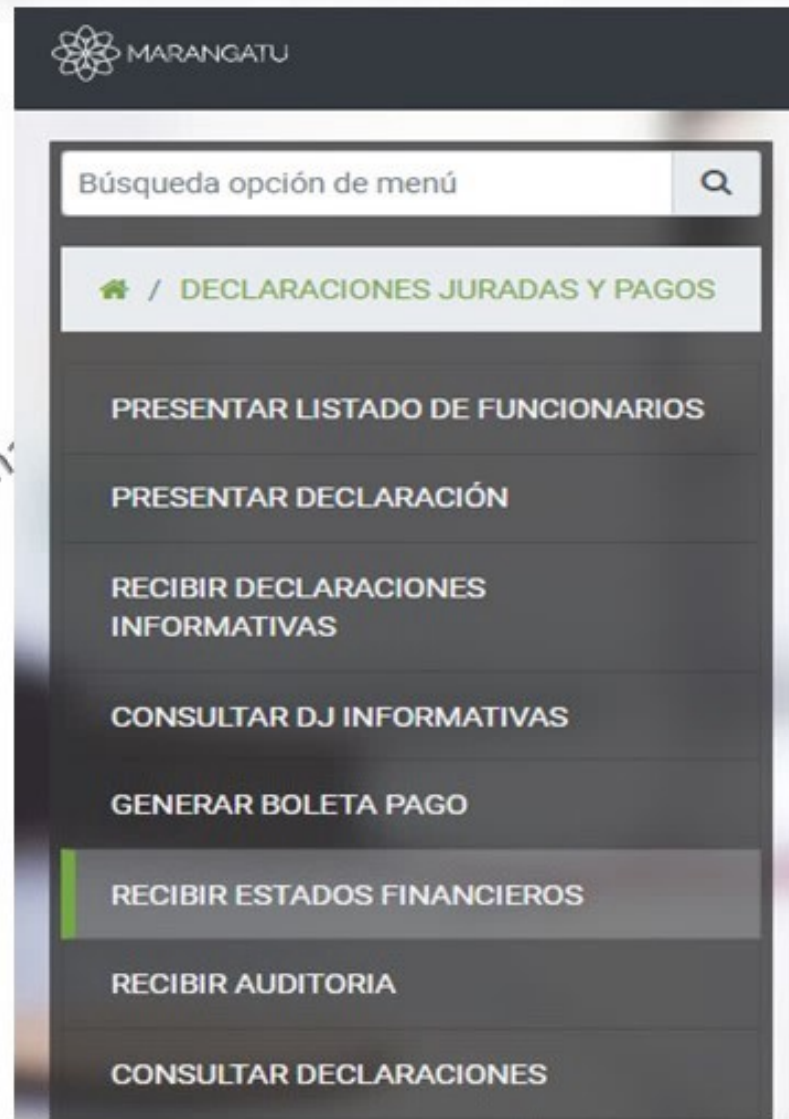 MARANGATU
Búsqueda opción de menú
/ DECLARACIONES JURADAS Y PAGOS
PRESENTAR LISTADO DE FUNCIONARIOS
PRESENTAR DECLARACIÓN
RECIBIR DECLARACIONES
INFORMATIVAS
CONSULTAR DJ INFORMATIVAS
GENERAR BOLETA PAGO
RECIBIR ESTADOS FINANCIEROS
RECIBIR AUDITORIA
CONSULTAR DECLARACIONES